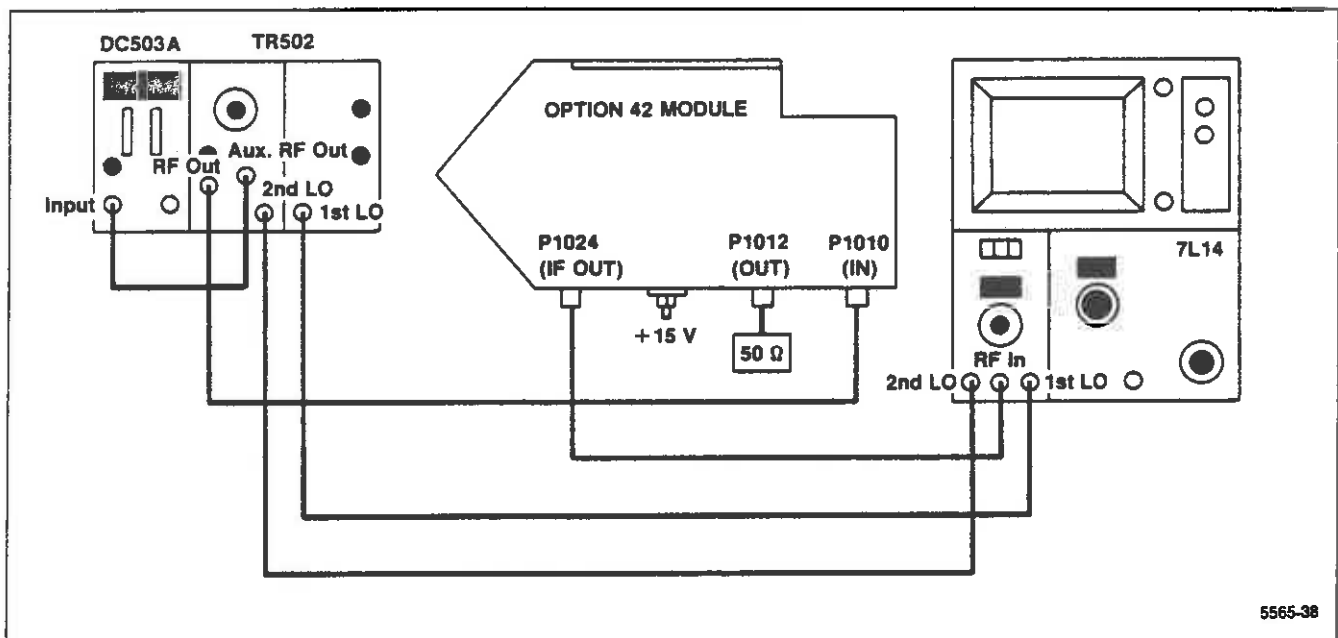 DC503A
TR502
RF Out
Aux. RF Out
Input
2nd LO
1st LO
OPTION 42 MODULE
P1024
(IF OUT)
+15 V
P1012
(OUT)
50 Ω
P1010
(IN)
7L14
RF In
2nd LO
1st LO
5565-38